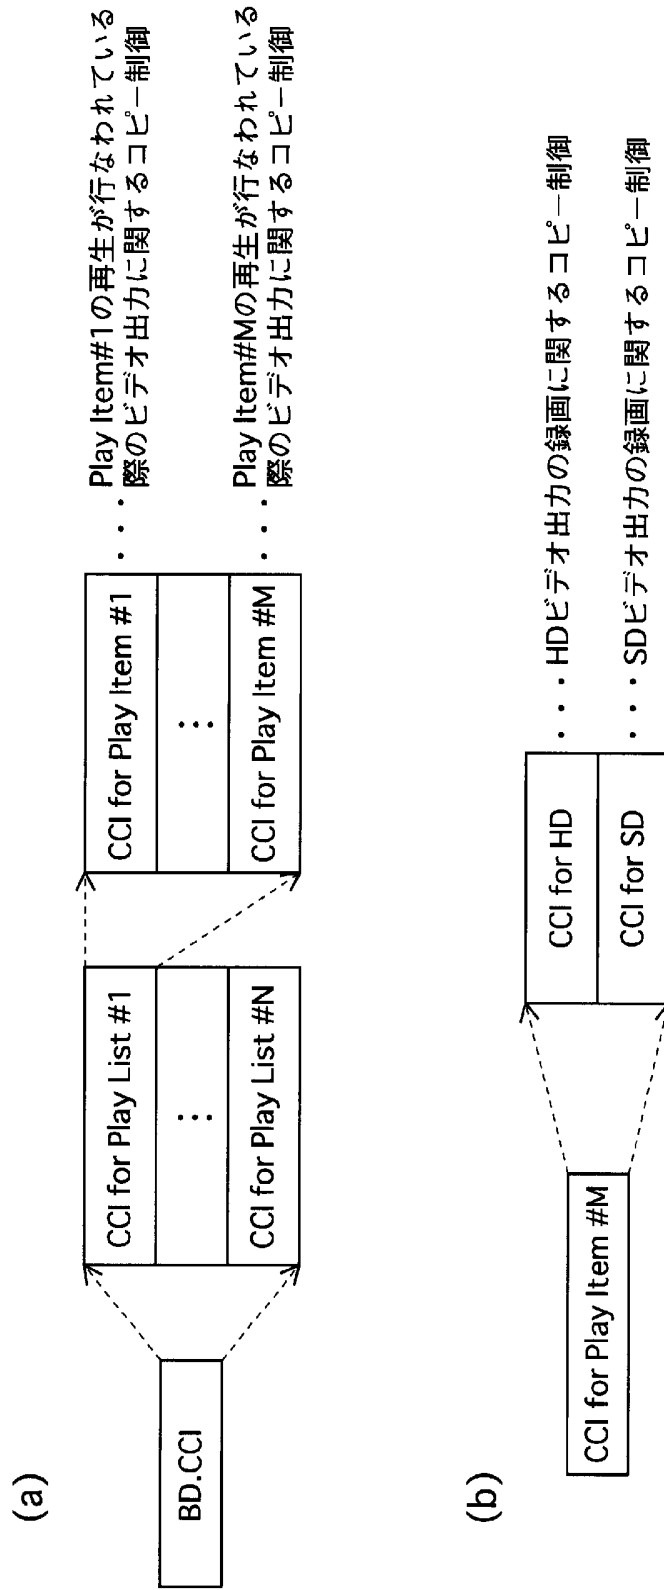 (a)
BD.CCI
CCI for Play List #1
⋮
CCI for Play List #N
CCI for Play Item #1
⋮
CCI for Play Item #M
・・・Play Item#1の再生が行なわれている
際のビデオ出力に関するコピー制御
・・・Play Item#Mの再生が行なわれている
際のビデオ出力に関するコピー制御
(b)
CCI for Play Item #M
CCI for HD
CCI for SD
・・・HDビデオ出力の録画に関するコピー制御
・・・SDビデオ出力の録画に関するコピー制御